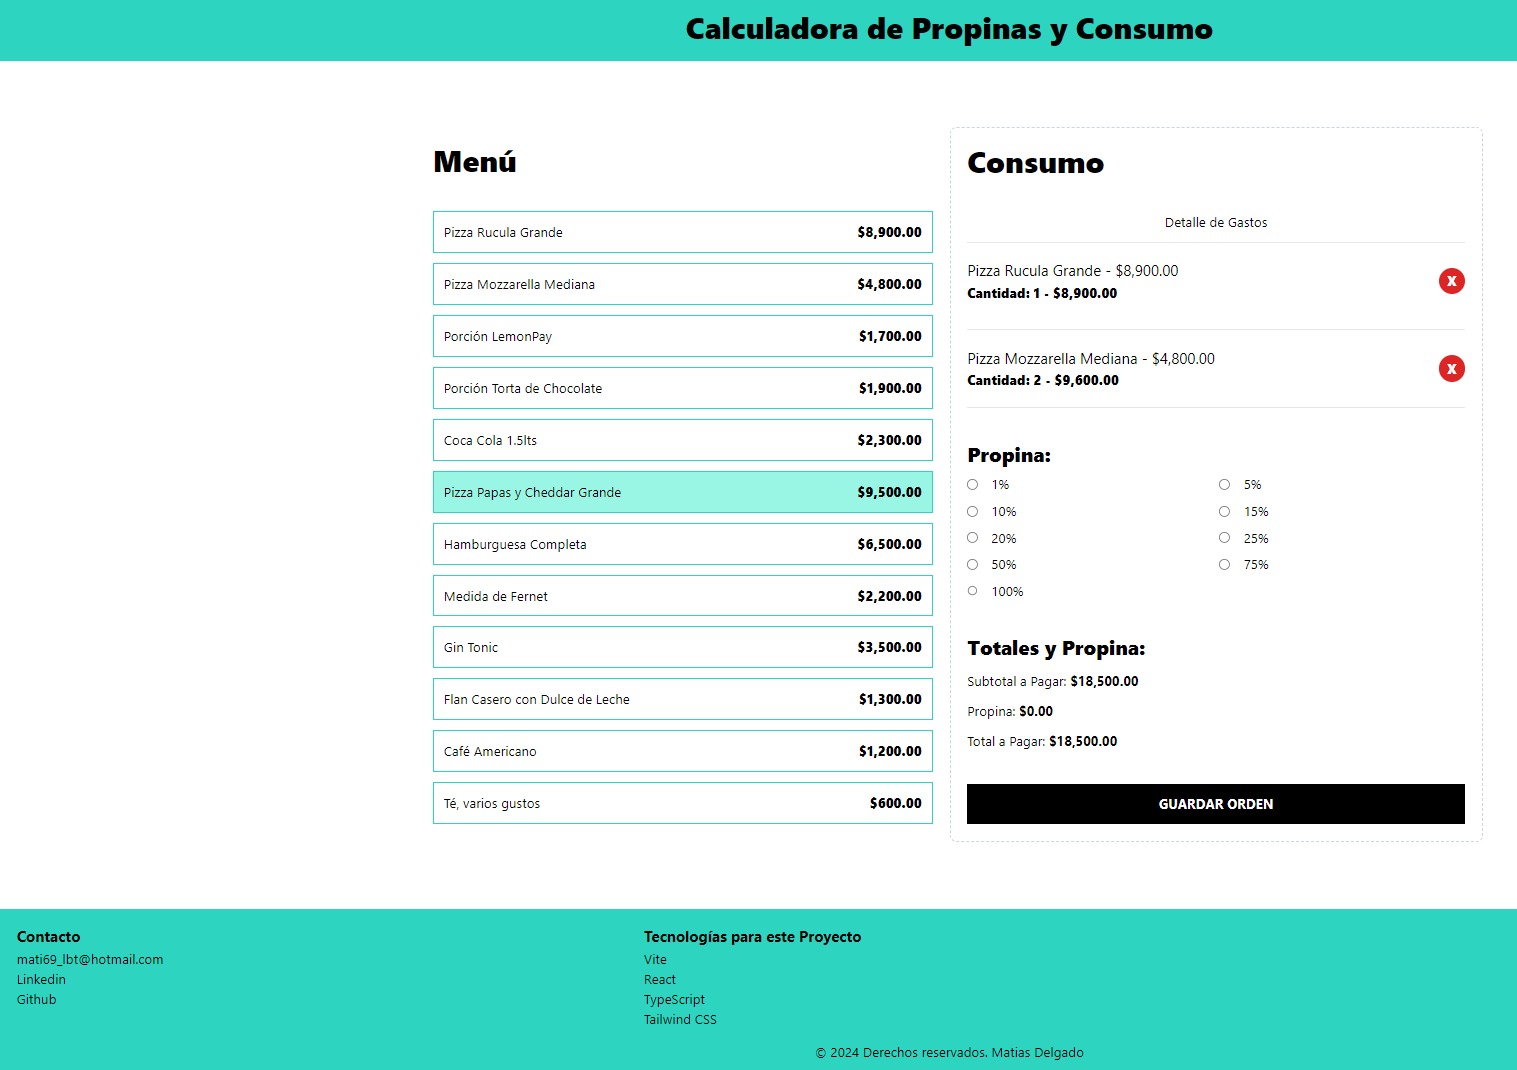 Calculadora de Propinas y Consumo
Menú
Pizza Rucula Grande $8,900.00
Pizza Mozzarella Mediana $4,800.00
Porción LemonPay $1,700.00
Porción Torta de Chocolate $1,900.00
Coca Cola 1.5lts $2,300.00
Pizza Papas y Cheddar Grande $9,500.00
Hamburguesa Completa $6,500.00
Medida de Fernet $2,200.00
Gin Tonic $3,500.00
Flan Casero con Dulce de Leche $1,300.00
Café Americano $1,200.00
Té, varios gustos $600.00
Consumo
Detalle de Gastos
Pizza Rucula Grande - $8,900.00
Cantidad: 1 - $8,900.00
X
Pizza Mozzarella Mediana - $4,800.00
Cantidad: 2 - $9,600.00
X
Propina:
1% 5%
10% 15%
20% 25%
50% 75%
100%
Totales y Propina:
Subtotal a Pagar: $18,500.00
Propina: $0.00
Total a Pagar: $18,500.00
GUARDAR ORDEN
Contacto
mati69_lbt@hotmail.com
Linkedin
Github
Tecnologías para este Proyecto
Vite
React
TypeScript
Tailwind CSS
© 2024 Derechos reservados. Matias Delgado